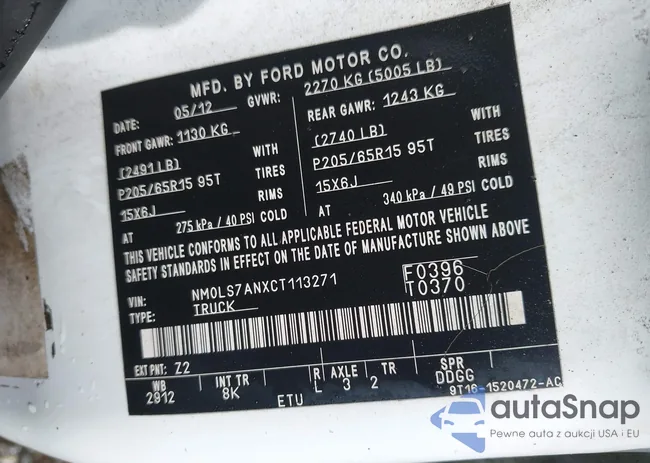 MFD. BY FORD MOTOR CO.
DATE: 05/12 GVWR: 2270 KG (5005 LB)
FRONT GAWR: 1130 KG REAR GAWR: 1243 KG
(2491 LB) WITH (2740 LB) WITH
P205/65R15 95T TIRES P205/65R15 95T TIRES
15X6J RIMS 15X6J RIMS
AT 275 kPa / 40 PSI COLD AT 340 kPa / 49 PSI COLD
THIS VEHICLE CONFORMS TO ALL APPLICABLE FEDERAL MOTOR VEHICLE
SAFETY STANDARDS IN EFFECT ON THE DATE OF MANUFACTURE SHOWN ABOVE
VIN: NM0LS7ANXCT113271 F0396
TYPE: TRUCK T0370
EXT PNT: Z2
WB INT TR R AXLE TR SPR
2912 8K L 3 2 DDGG
ETU 9T16-1520472-AC
autaSnap
Pewne auta z aukcji USA i EU